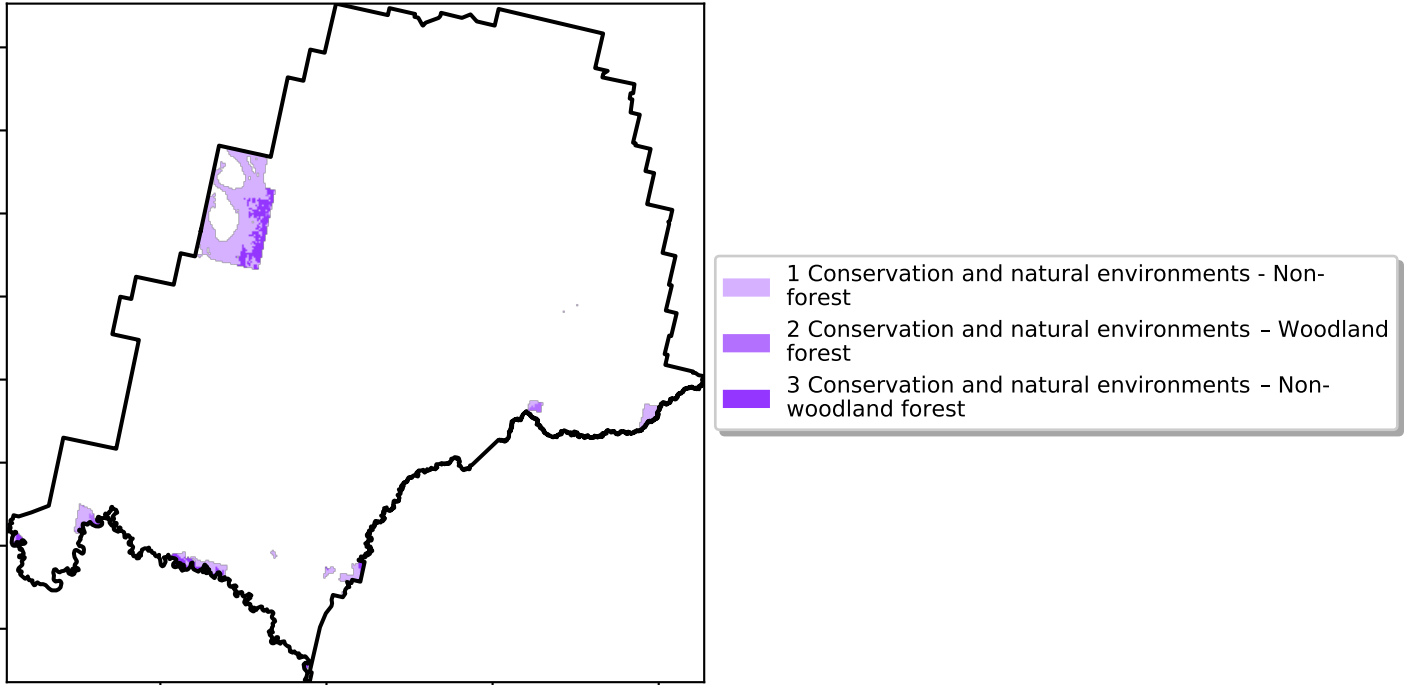 1 Conservation and natural environments - Non-
forest
2 Conservation and natural environments – Woodland
forest
3 Conservation and natural environments – Non-
woodland forest